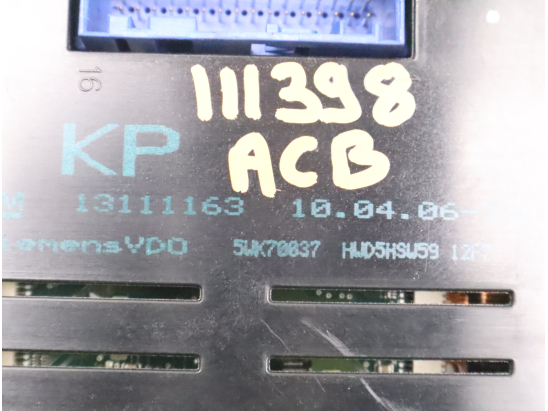 16
111398
KP
ACB
13111163 10.04.06-
SiemensVDO 5WK70037 HWD5HSW59